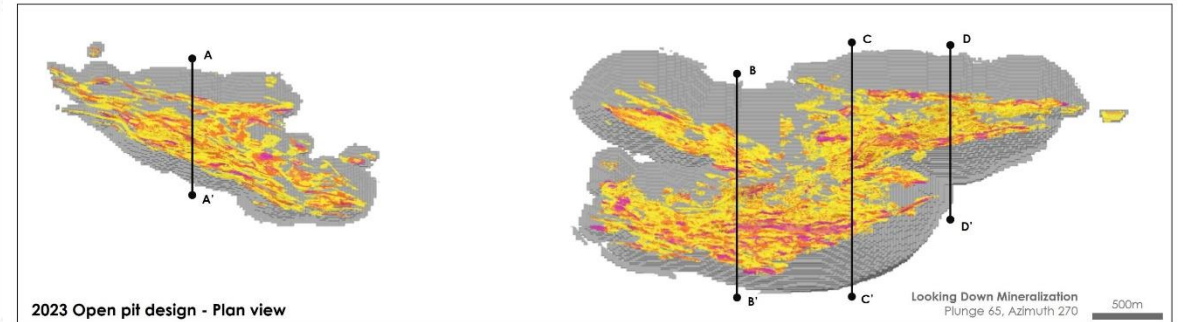 A
A'
B
B'
C
C'
D
D'
2023 Open pit design - Plan view
Looking Down Mineralization
Plunge 65, Azimuth 270
500m